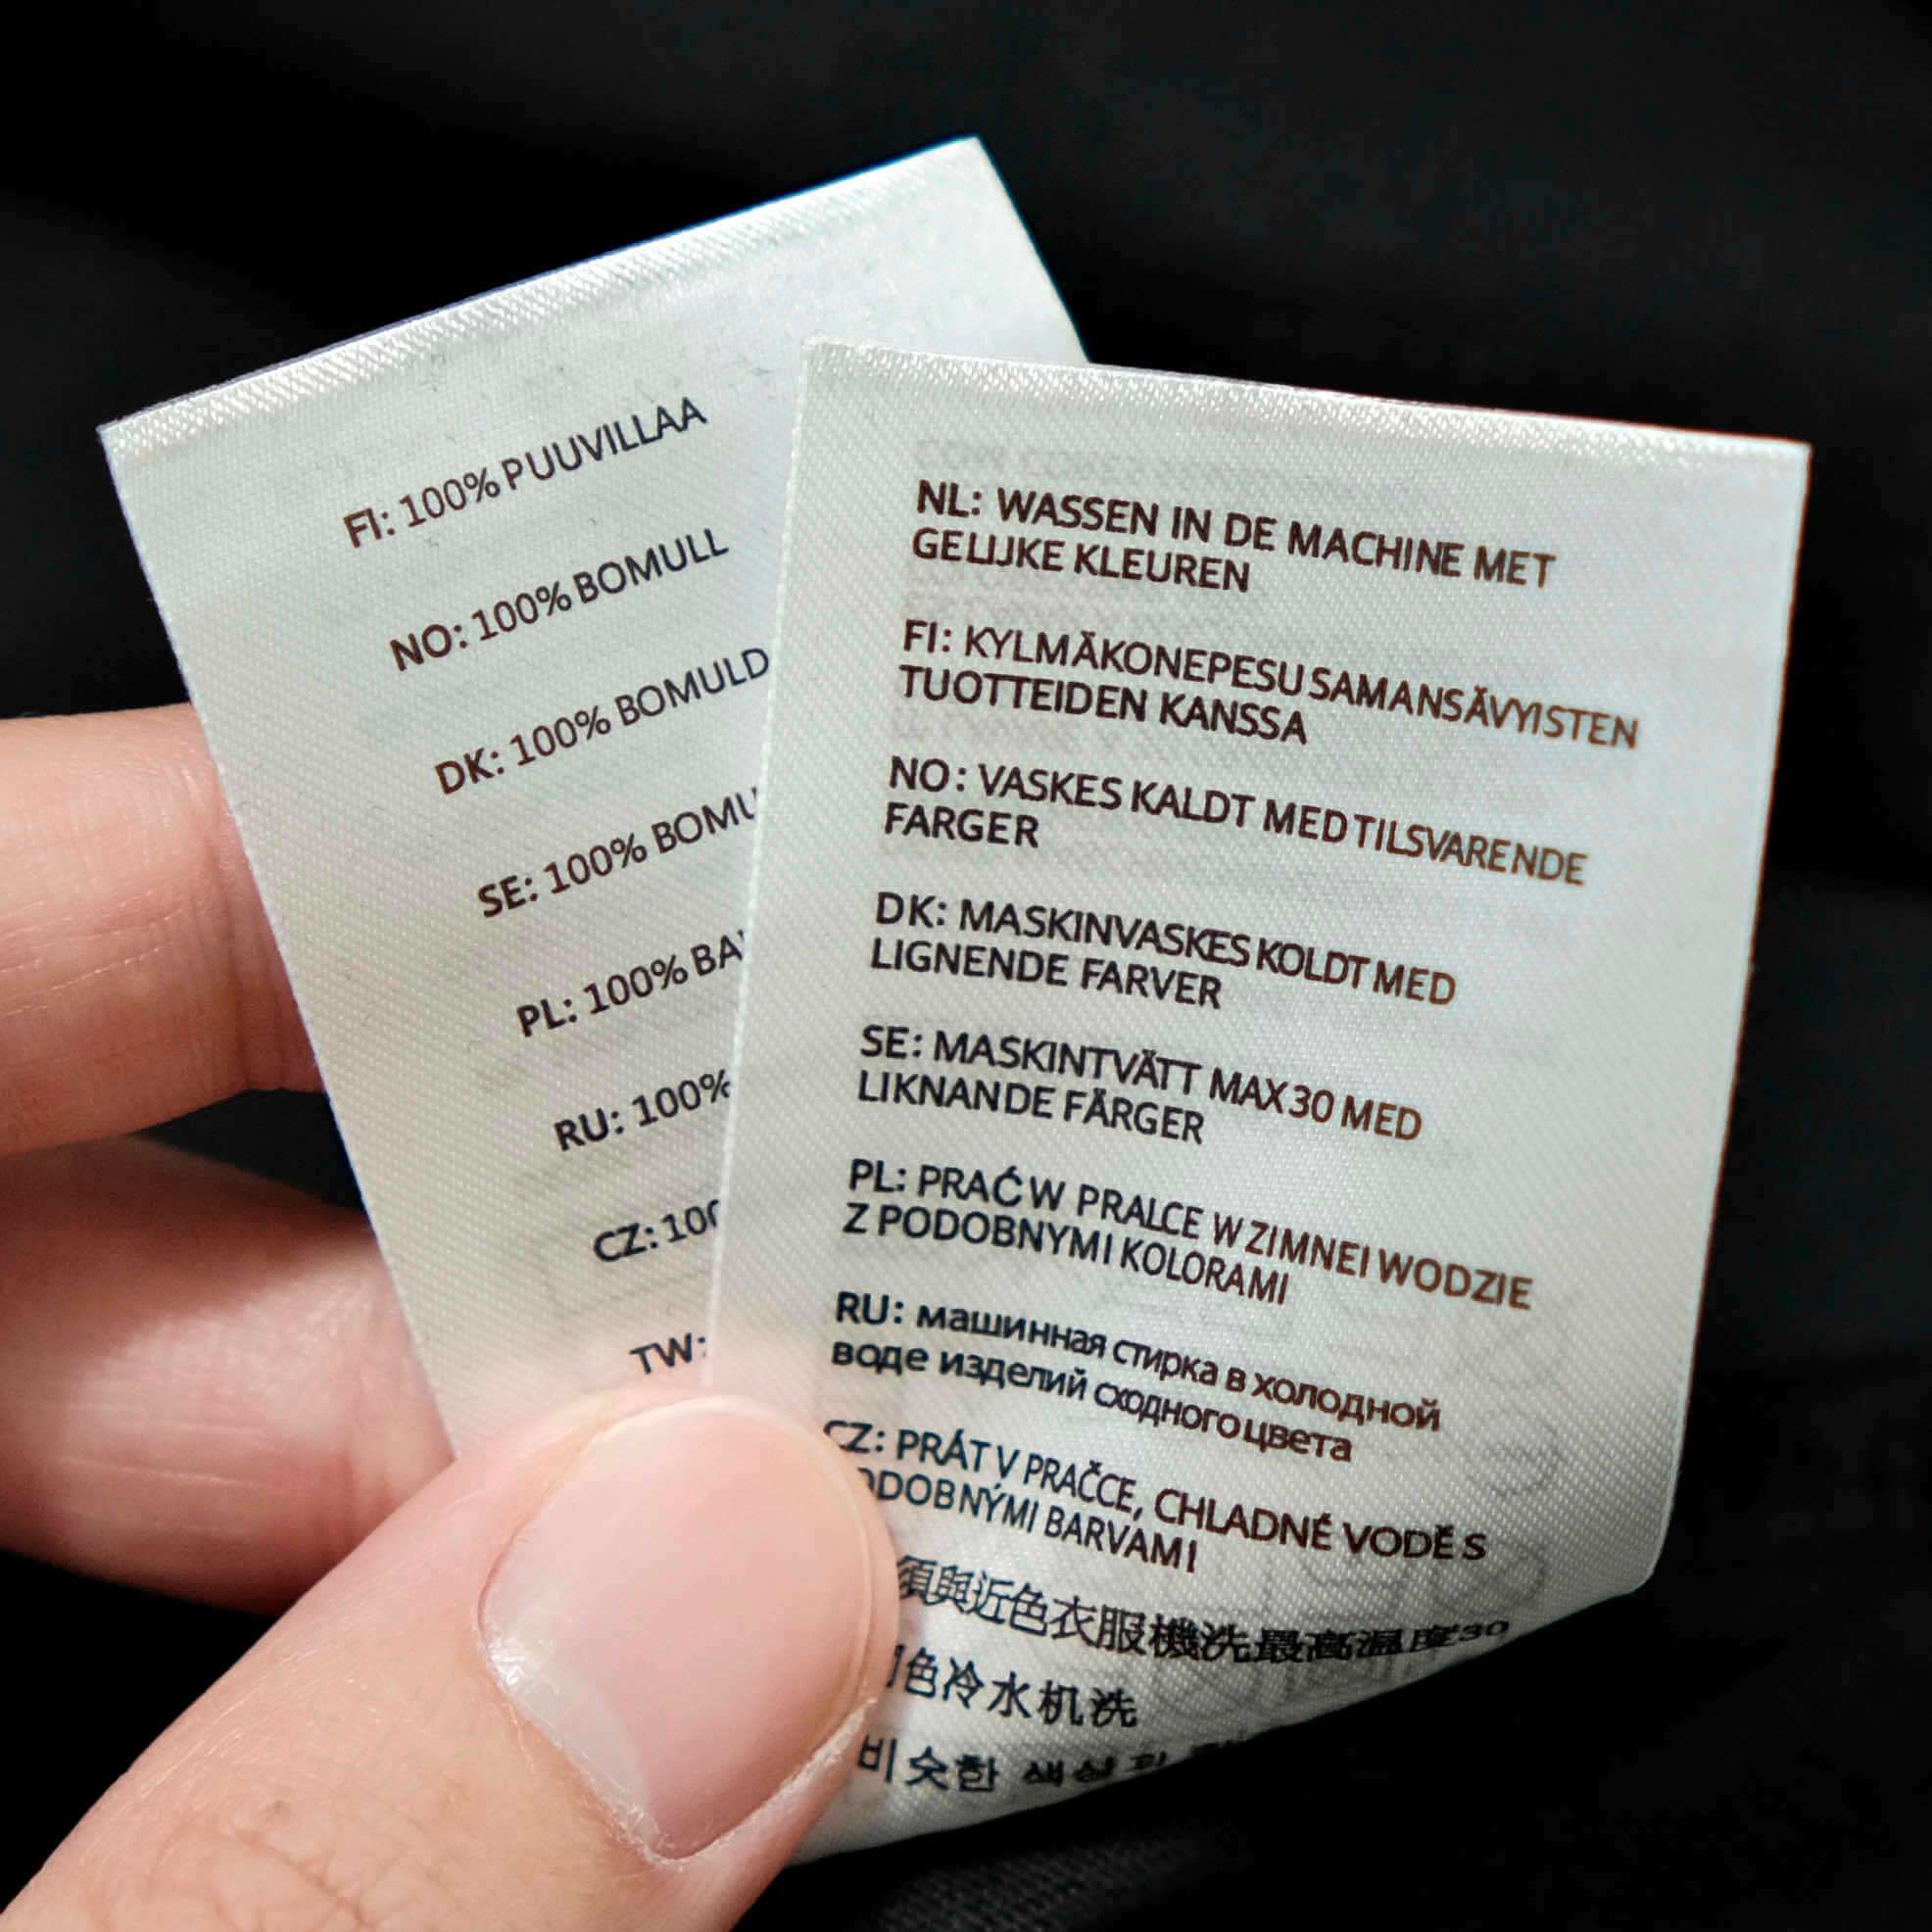 FI: 100% PUUVILLAA
NO: 100% BOMULL
DK: 100% BOMULD
SE: 100%
PL: 100%
RU: 100%
CZ:
TW:
NL: WASSEN IN DE MACHINE MET
GELIJKE KLEUREN
FI: KYLMÄKONEPESU SAMANSÄVYISTEN
TUOTTEIDEN KANSSA
NO: VASKES KALDT MED TILSVARENDE
FARGER
DK: MASKINVASKES KOLDT MED
LIGNENDE FARVER
SE: MASKINTVÄTT MAX 30 MED
LIKNANDE FÄRGER
PL: PRAĆ W PRALCE W ZIMNEI WODZIE
Z PODOBNYMI KOLORAMI
RU: машинная стирка в холодной
воде изделий сходного цвета
CZ: PRÁT V PRAČCE, CHLADNÉ VODĚ S
BARVAMI
須與近色衣服機洗最高溫度30
色冷水机洗
비슷한 색상